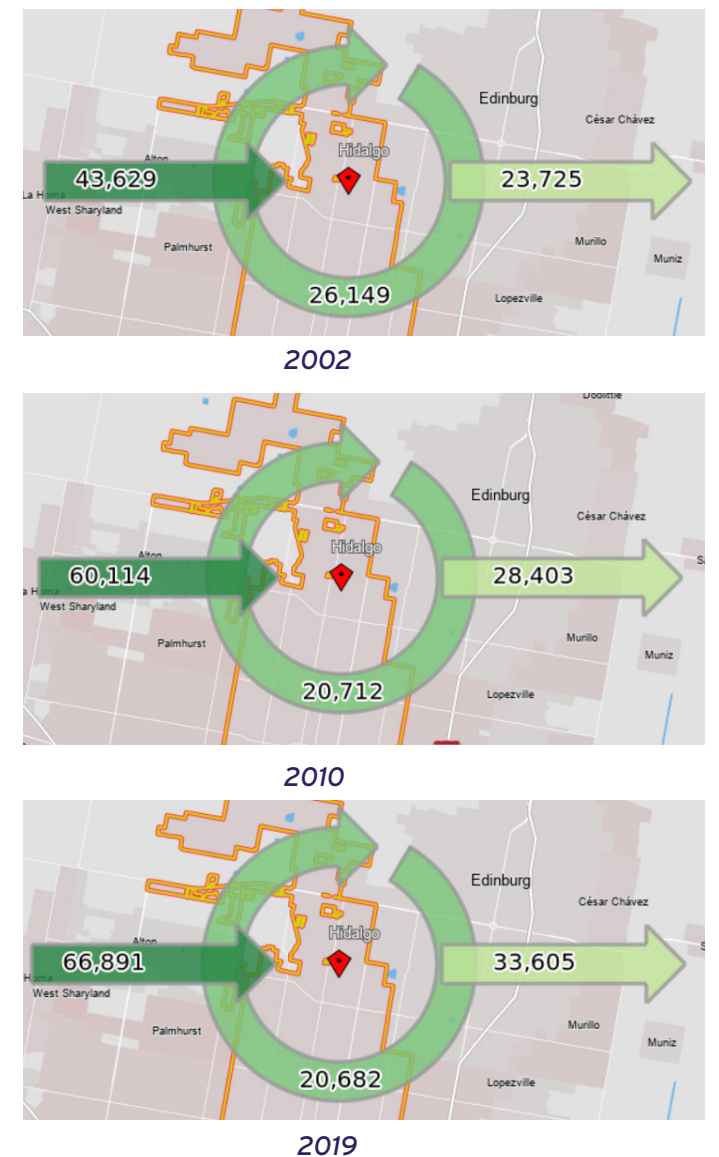 Edinburg
César Chávez
Hidalgo
Alton
43,629
23,725
La Homa
West Sharyland
Palmhurst
Murillo
Muniz
26,149
Lopezville
2002
Doolittle
Edinburg
César Chávez
Hidalgo
Alton
60,114
28,403
West Sharyland
Palmhurst
Murillo
Muniz
20,712
Lopezville
2010
Edinburg
César Chávez
Hidalgo
Alton
66,891
33,605
West Sharyland
Palmhurst
Murillo
Muniz
20,682
Lopezville
2019